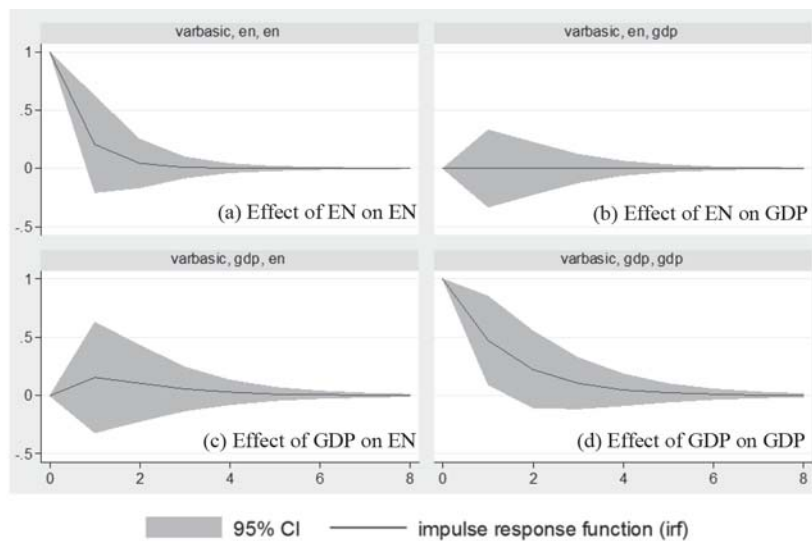 varbasic, en, en
varbasic, en, gdp
1
.5
0
-.5
(a) Effect of EN on EN
(b) Effect of EN on GDP
varbasic, gdp, en
varbasic, gdp, gdp
1
.5
0
-.5
(c) Effect of GDP on EN
(d) Effect of GDP on GDP
0 2 4 6 8
0 2 4 6 8
95% CI
impulse response function (irf)